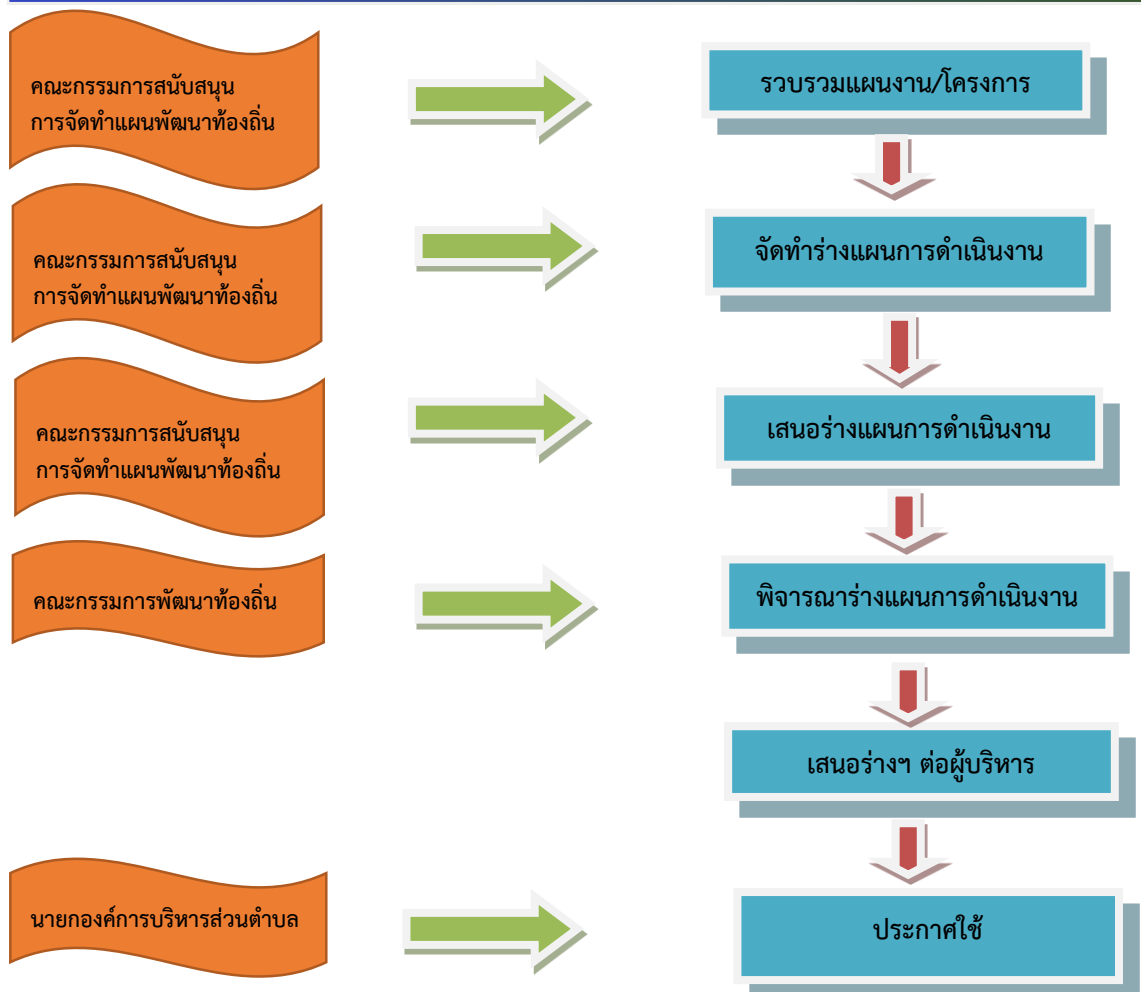 คณะกรรมการสนับสนุน
การจัดทำแผนพัฒนาท้องถิ่น
รวบรวมแผนงาน/โครงการ
คณะกรรมการสนับสนุน
การจัดทำแผนพัฒนาท้องถิ่น
จัดทำร่างแผนการดำเนินงาน
คณะกรรมการสนับสนุน
การจัดทำแผนพัฒนาท้องถิ่น
เสนอร่างแผนการดำเนินงาน
คณะกรรมการพัฒนาท้องถิ่น
พิจารณาร่างแผนการดำเนินงาน
เสนอร่างฯ ต่อผู้บริหาร
นายกองค์การบริหารส่วนตำบล
ประกาศใช้